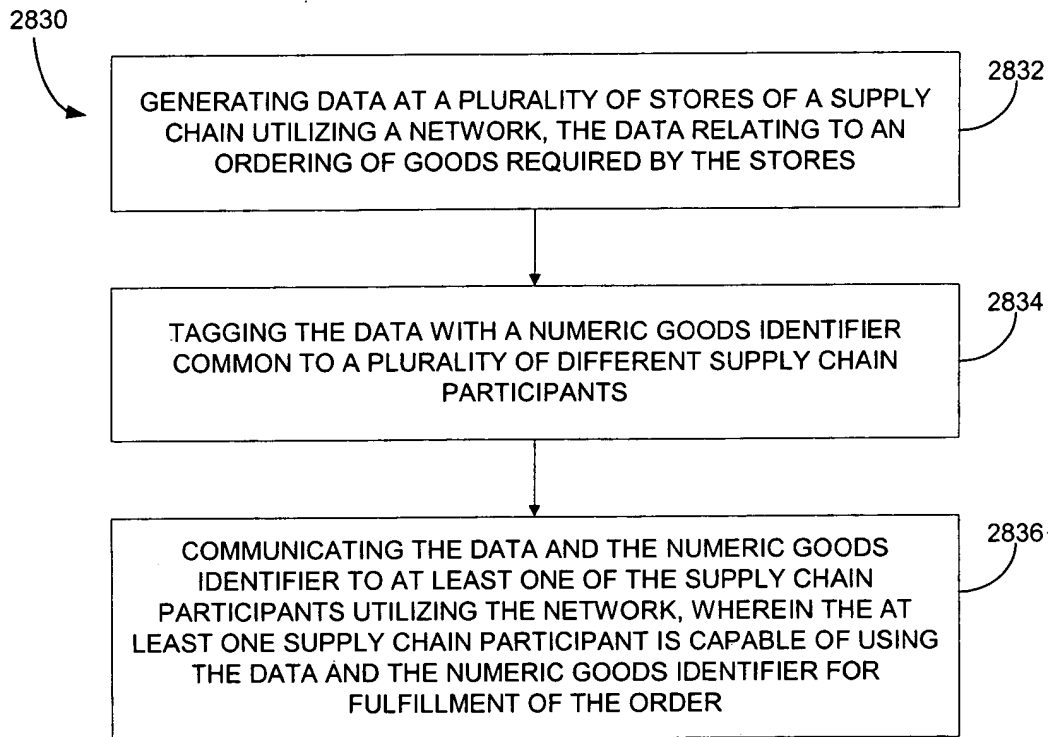 2830
GENERATING DATA AT A PLURALITY OF STORES OF A SUPPLY
CHAIN UTILIZING A NETWORK, THE DATA RELATING TO AN
ORDERING OF GOODS REQUIRED BY THE STORES
2832
TAGGING THE DATA WITH A NUMERIC GOODS IDENTIFIER
COMMON TO A PLURALITY OF DIFFERENT SUPPLY CHAIN
PARTICIPANTS
2834
COMMUNICATING THE DATA AND THE NUMERIC GOODS
IDENTIFIER TO AT LEAST ONE OF THE SUPPLY CHAIN
PARTICIPANTS UTILIZING THE NETWORK, WHEREIN THE AT
LEAST ONE SUPPLY CHAIN PARTICIPANT IS CAPABLE OF USING
THE DATA AND THE NUMERIC GOODS IDENTIFIER FOR
FULFILLMENT OF THE ORDER
2836